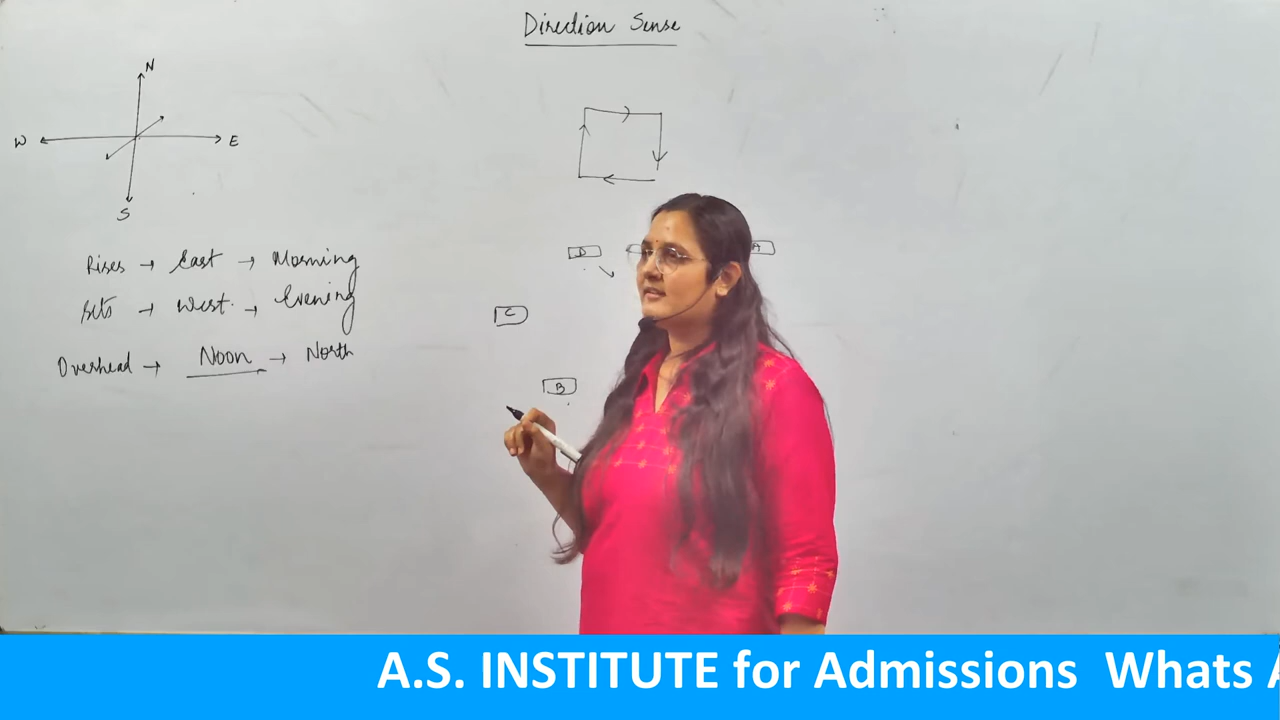 Direction Sense
N
W E
S
Rises → East → Morning
Sets → West → Evening
Overhead → Noon → North
D A
C
B
A.S. INSTITUTE for Admissions Whats A